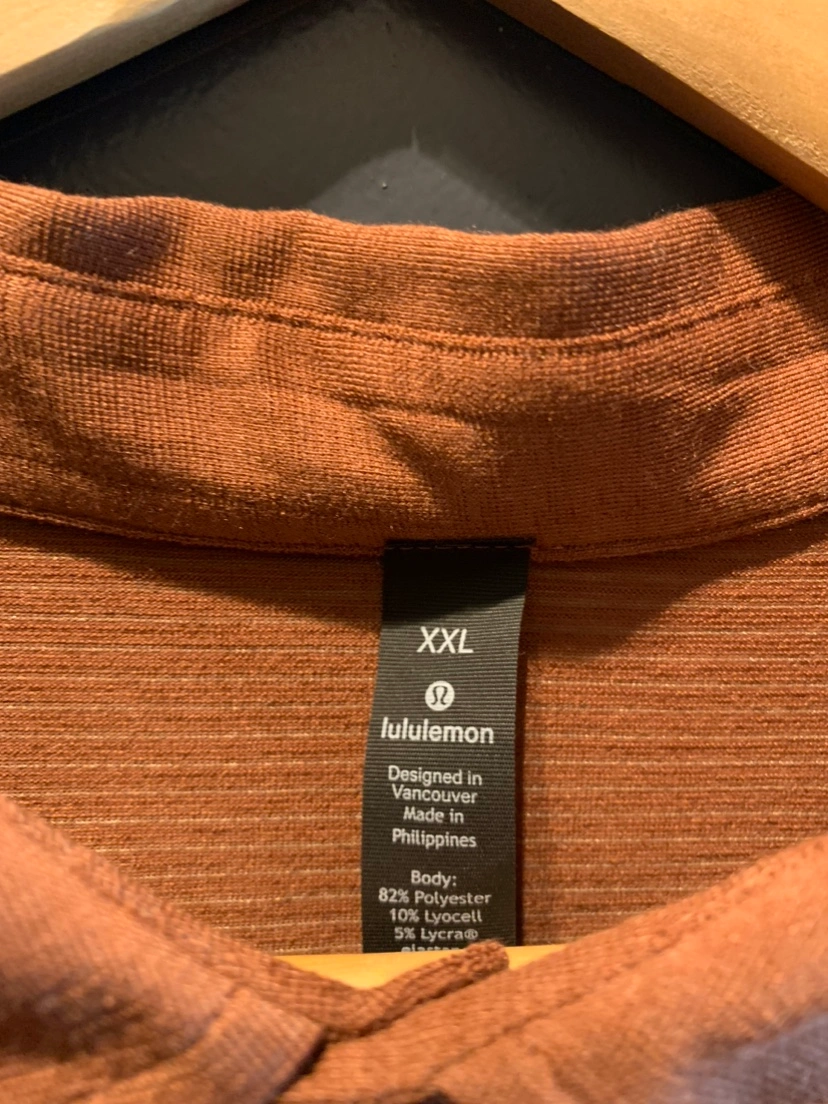 XXL
lululemon
Designed in
Vancouver
Made in
Philippines
Body:
82% Polyester
10% Lyocell
5% Lycra®